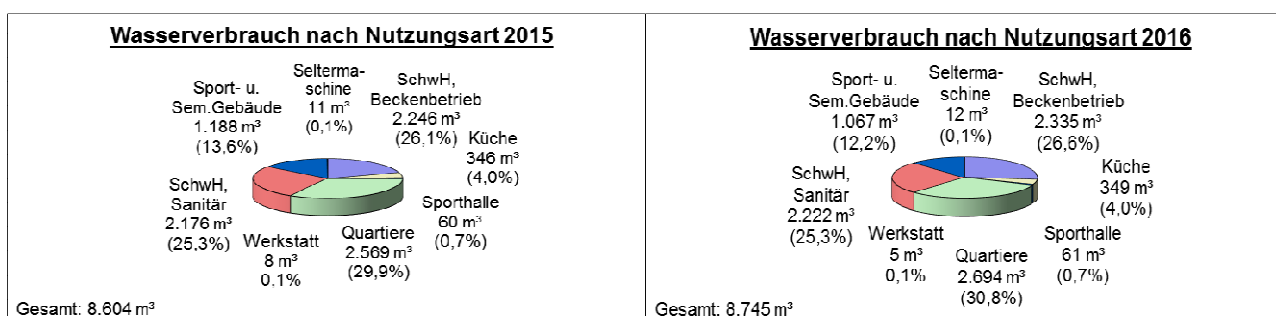 Wasserverbrauch nach Nutzungsart 2015
Sport- u.
Sem.Gebäude
1.188 m³
(13,6%)
Selterma-
schine
11 m³
(0,1%)
SchwH,
Beckenbetrieb
2.246 m³
(26,1%)
Küche
346 m³
(4,0%)
SchwH,
Sanitär
2.176 m³
(25,3%)
Werkstatt
8 m³
0,1%
Quartiere
2.569 m³
(29,9%)
Sporthalle
60 m³
(0,7%)
Gesamt: 8.604 m³
Wasserverbrauch nach Nutzungsart 2016
Sport- u.
Sem.Gebäude
1.067 m³
(12,2%)
Selterma-
schine
12 m³
(0,1%)
SchwH,
Beckenbetrieb
2.335 m³
(26,6%)
Küche
349 m³
(4,0%)
SchwH,
Sanitär
2.222 m³
(25,3%)
Werkstatt
5 m³
0,1%
Quartiere
2.694 m³
(30,8%)
Sporthalle
61 m³
(0,7%)
Gesamt: 8.745 m³